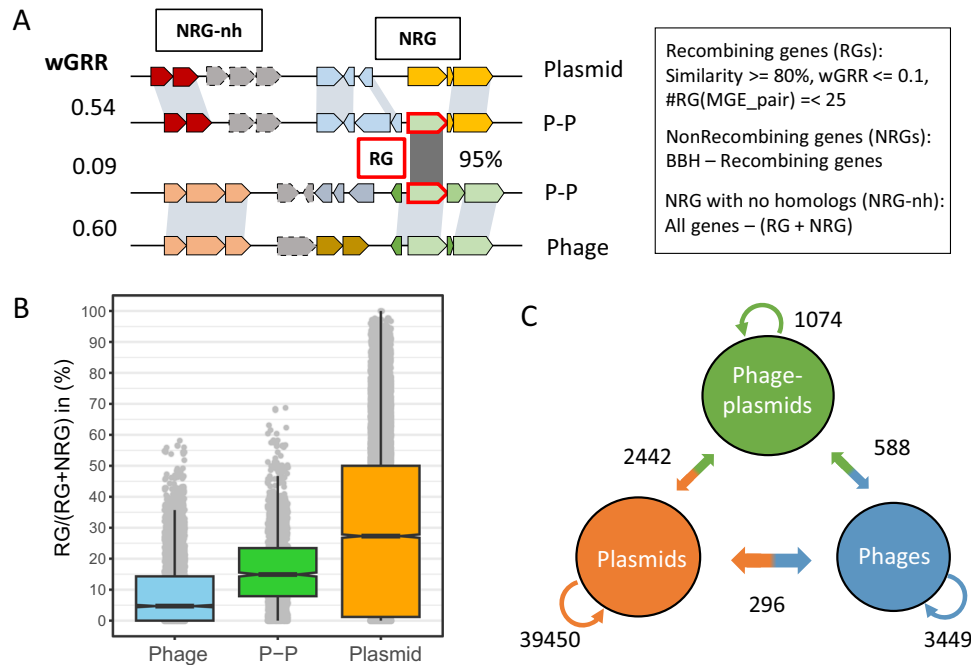 A
NRG-nh
NRG
wGRR
Plasmid
0.54
P-P
RG
95%
0.09
P-P
0.60
Phage
Recombining genes (RGs):
Similarity >= 80%, wGRR <= 0.1,
#RG(MGE_pair) =< 25
NonRecombining genes (NRGs):
BBH – Recombining genes
NRG with no homologs (NRG-nh):
All genes – (RG + NRG)
B
RG/(RG+NRG) in (%)
100
90
80
70
60
50
40
30
20
10
0
Phage
P−P
Plasmid
C
1074
Phage-
plasmids
2442
588
Plasmids
Phages
296
39450
3449